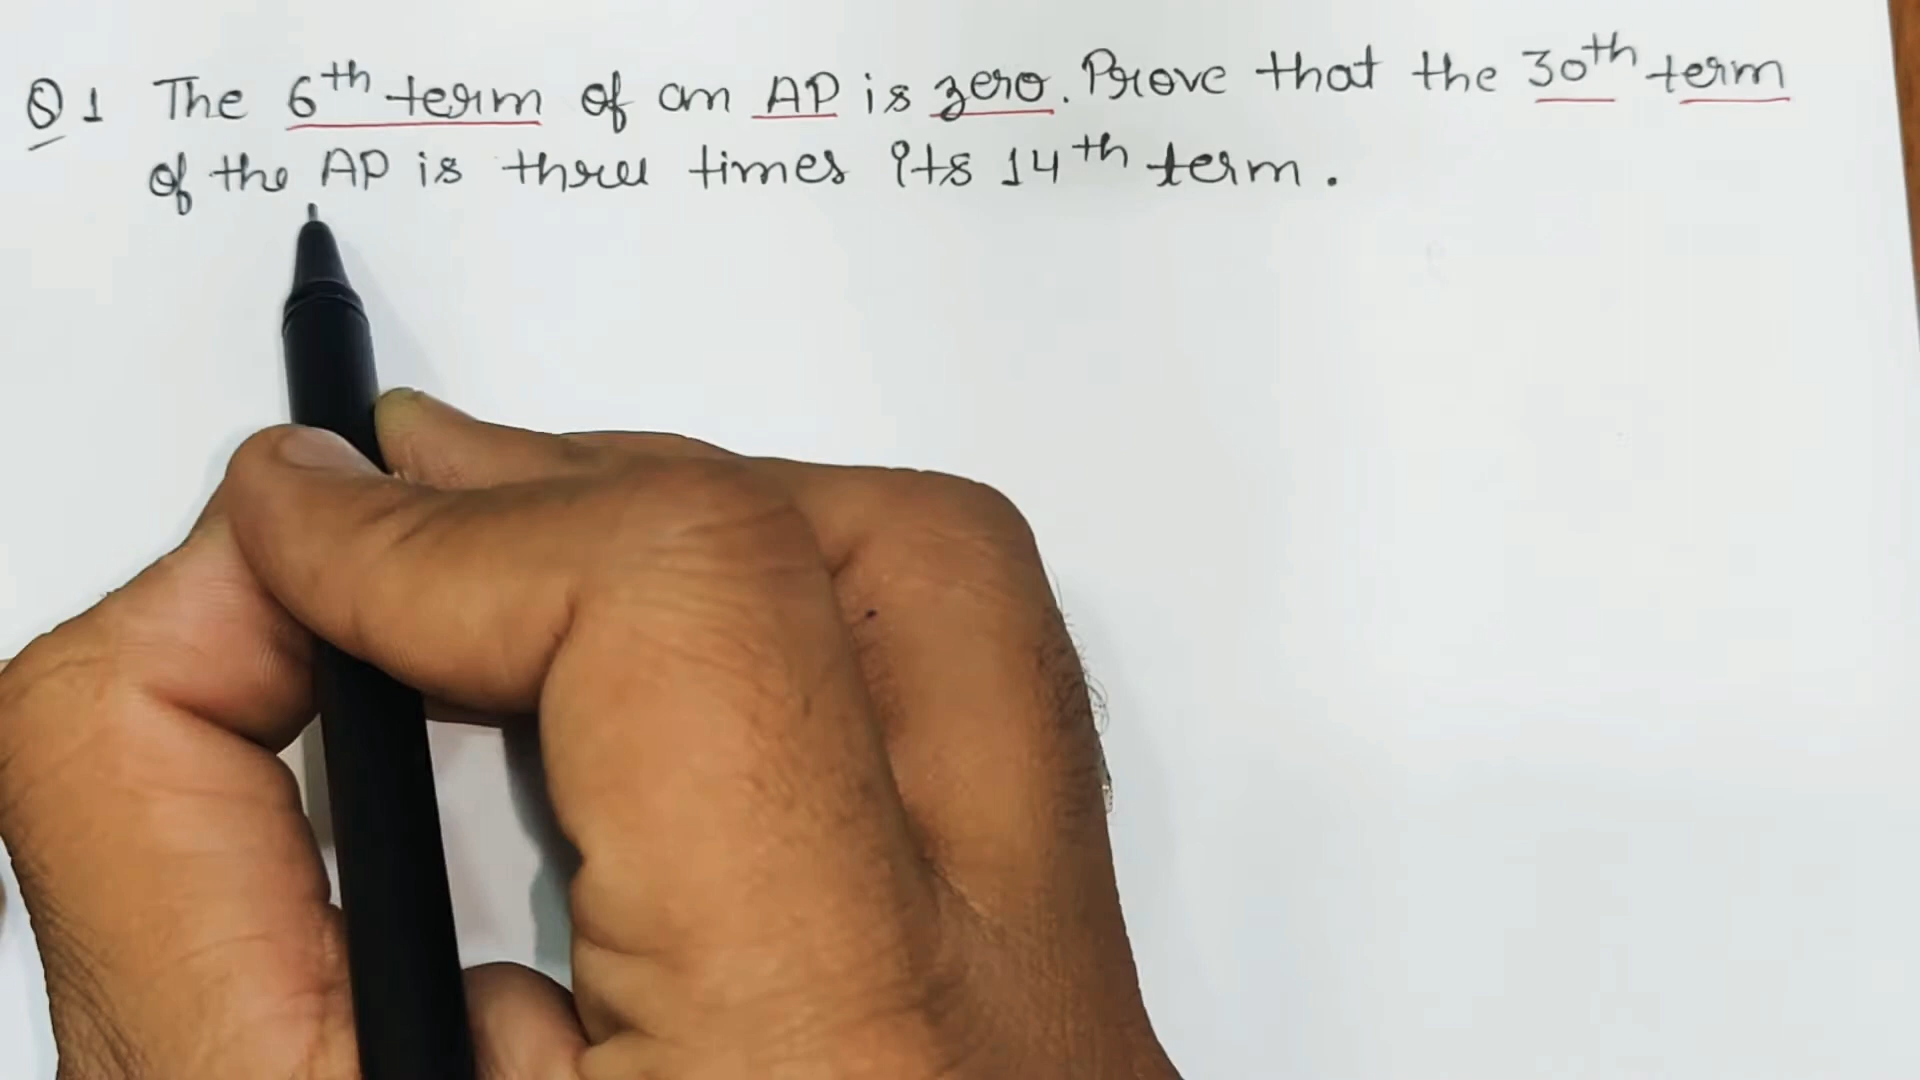 Q1 The 6th term of an AP is zero. Prove that the 30th term
of the AP is three times its 14th term.